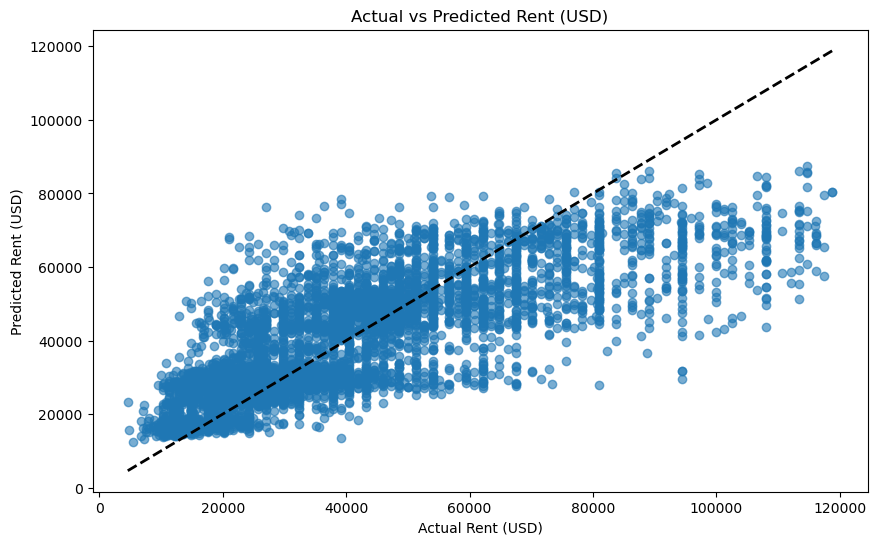 Actual vs Predicted Rent (USD)
120000
100000
80000
60000
40000
20000
0
Predicted Rent (USD)
0 20000 40000 60000 80000 100000 120000
Actual Rent (USD)